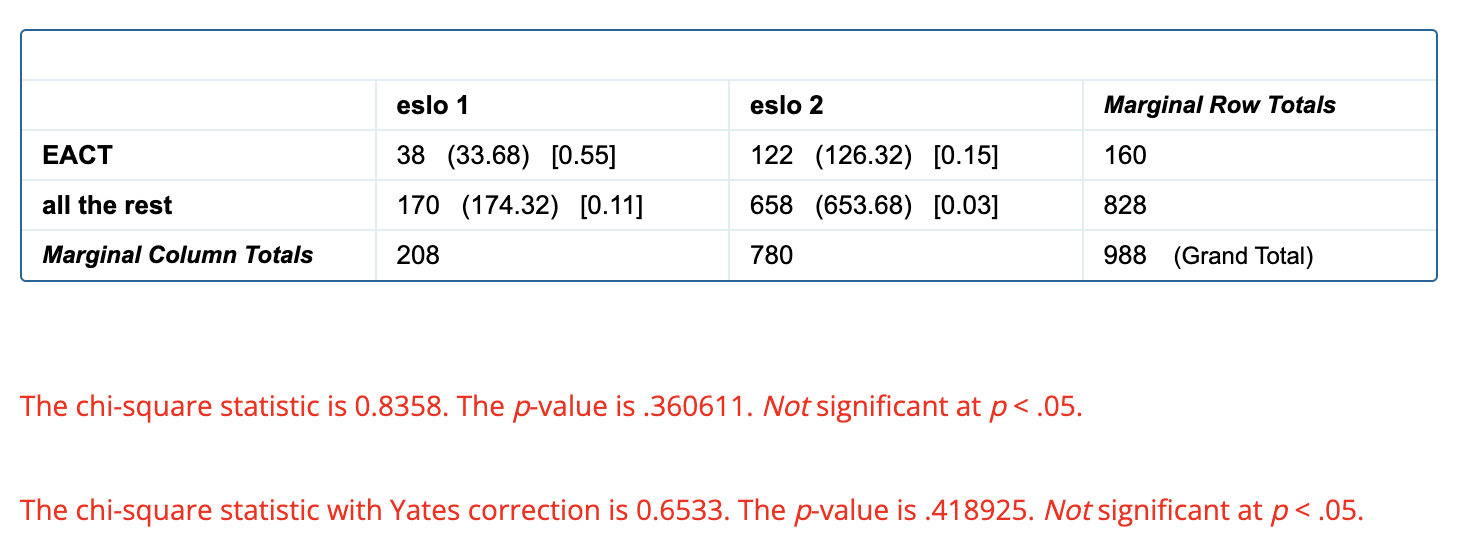 eslo 1 eslo 2 Marginal Row Totals
EACT 38 (33.68) [0.55] 122 (126.32) [0.15] 160
all the rest 170 (174.32) [0.11] 658 (653.68) [0.03] 828
Marginal Column Totals 208 780 988 (Grand Total)
The chi-square statistic is 0.8358. The p-value is .360611. Not significant at p < .05.
The chi-square statistic with Yates correction is 0.6533. The p-value is .418925. Not significant at p < .05.